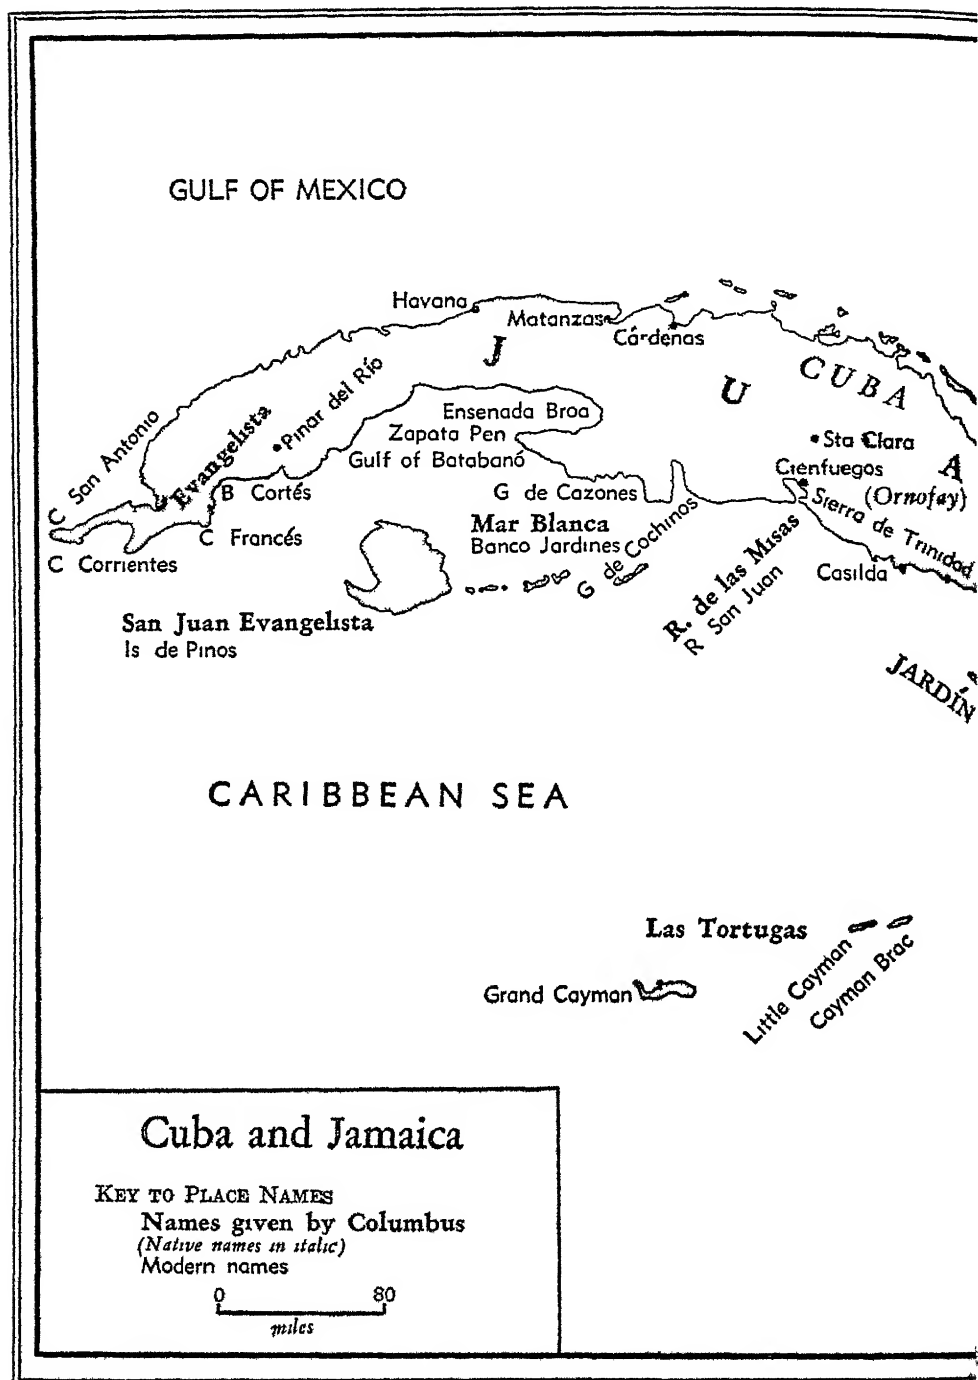 GULF OF MEXICO
Havana
Matanzas
Cárdenas
J
U
A
CUBA
C San Antonio
Evangelista
Pinar del Río
Ensenada Broa
Zapata Pen
Gulf of Batabanó
Sta Clara
Cienfuegos
(Ornofay)
Sierra de Trinidad
B Cortés
G de Cazones
C Francés
Mar Blanca
Banco Jardines
G de Cochinos
C Corrientes
R. de las Misas
R San Juan
Casilda
San Juan Evangelista
Is de Pinos
JARDÍN
CARIBBEAN SEA
Las Tortugas
Grand Cayman
Little Cayman
Cayman Brac
Cuba and Jamaica
KEY TO PLACE NAMES
Names given by Columbus
(Native names in italic)
Modern names
0 80
miles